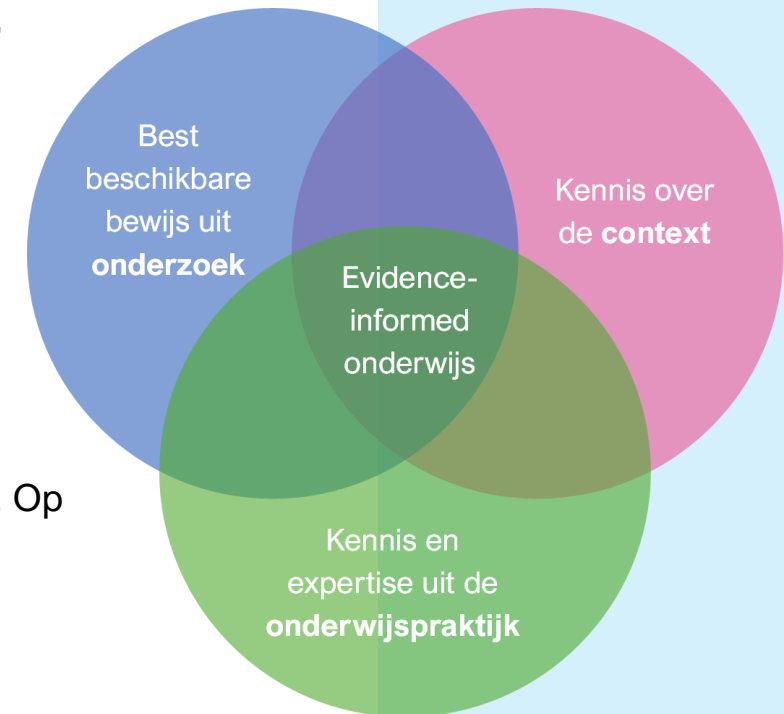 Best
beschikbare
bewijs uit
onderzoek
Kennis over
de context
Evidence-
informed
onderwijs
Op
Kennis en
expertise uit de
onderwijspraktijk